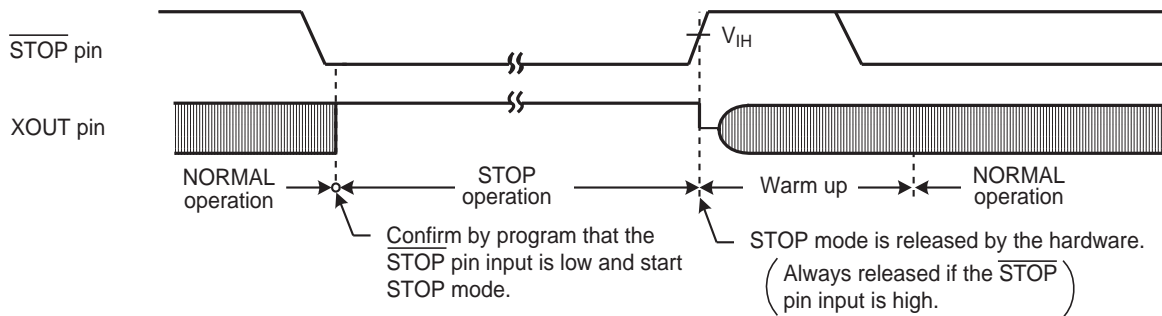 STOP pin
VIH
XOUT pin
NORMAL
operation
STOP
operation
Warm up
NORMAL
operation
Confirm by program that the
STOP pin input is low and start
STOP mode.
STOP mode is released by the hardware.
( Always released if the STOP
pin input is high. )